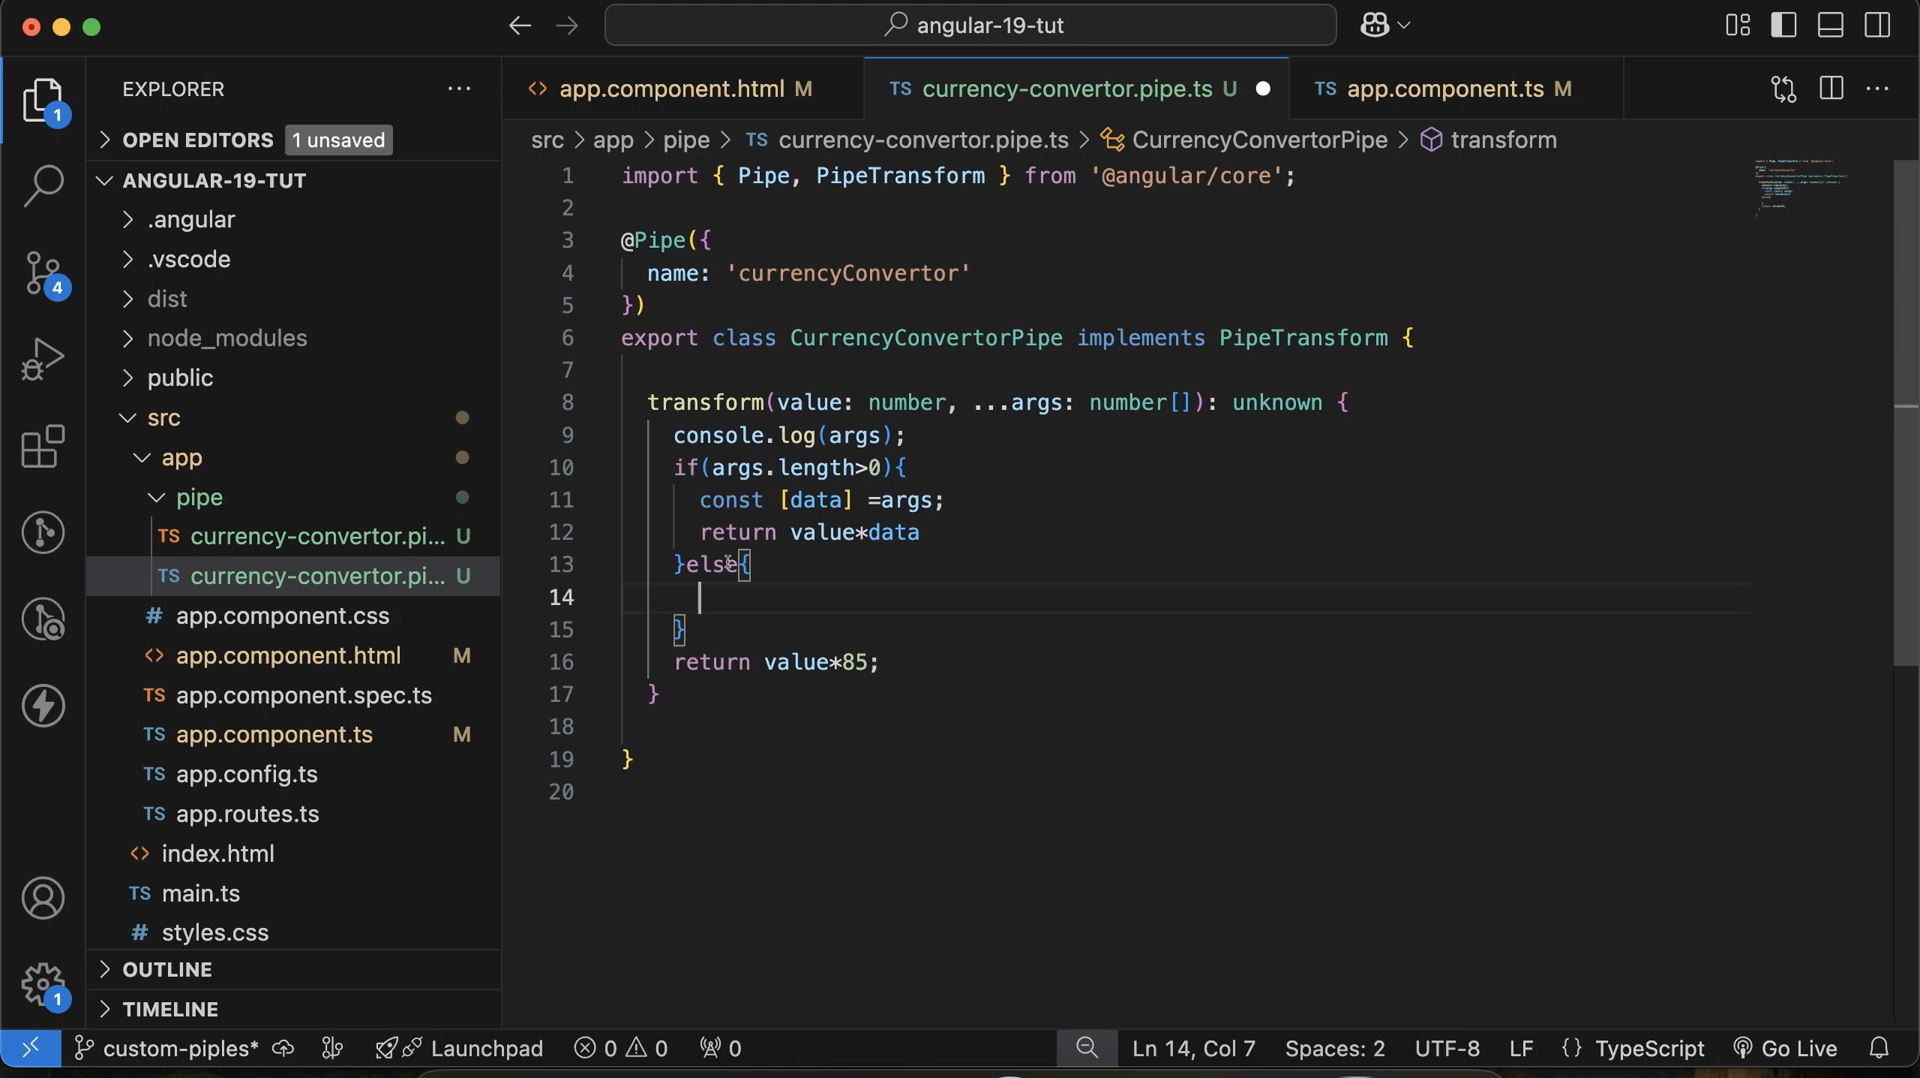 angular-19-tut
EXPLORER
OPEN EDITORS 1 unsaved
ANGULAR-19-TUT
.angular
.vscode
dist
node_modules
public
src
app
pipe
TS currency-convertor.pi... U
TS currency-convertor.pi... U
# app.component.css
<> app.component.html M
TS app.component.spec.ts
TS app.component.ts M
TS app.config.ts
TS app.routes.ts
<> index.html
TS main.ts
# styles.css
OUTLINE
TIMELINE
1
4
1
<> app.component.html M
TS currency-convertor.pipe.ts U
TS app.component.ts M
src > app > pipe > TS currency-convertor.pipe.ts > CurrencyConvertorPipe > transform
1 import { Pipe, PipeTransform } from '@angular/core';
2
3 @Pipe({
4 name: 'currencyConvertor'
5 })
6 export class CurrencyConvertorPipe implements PipeTransform {
7
8 transform(value: number, ...args: number[]): unknown {
9 console.log(args);
10 if(args.length>0){
11 const [data] =args;
12 return value*data
13 }else{
14
15 }
16 return value*85;
17 }
18
19 }
20
custom-piples* Launchpad 0 0 0 Ln 14, Col 7 Spaces: 2 UTF-8 LF {} TypeScript Go Live